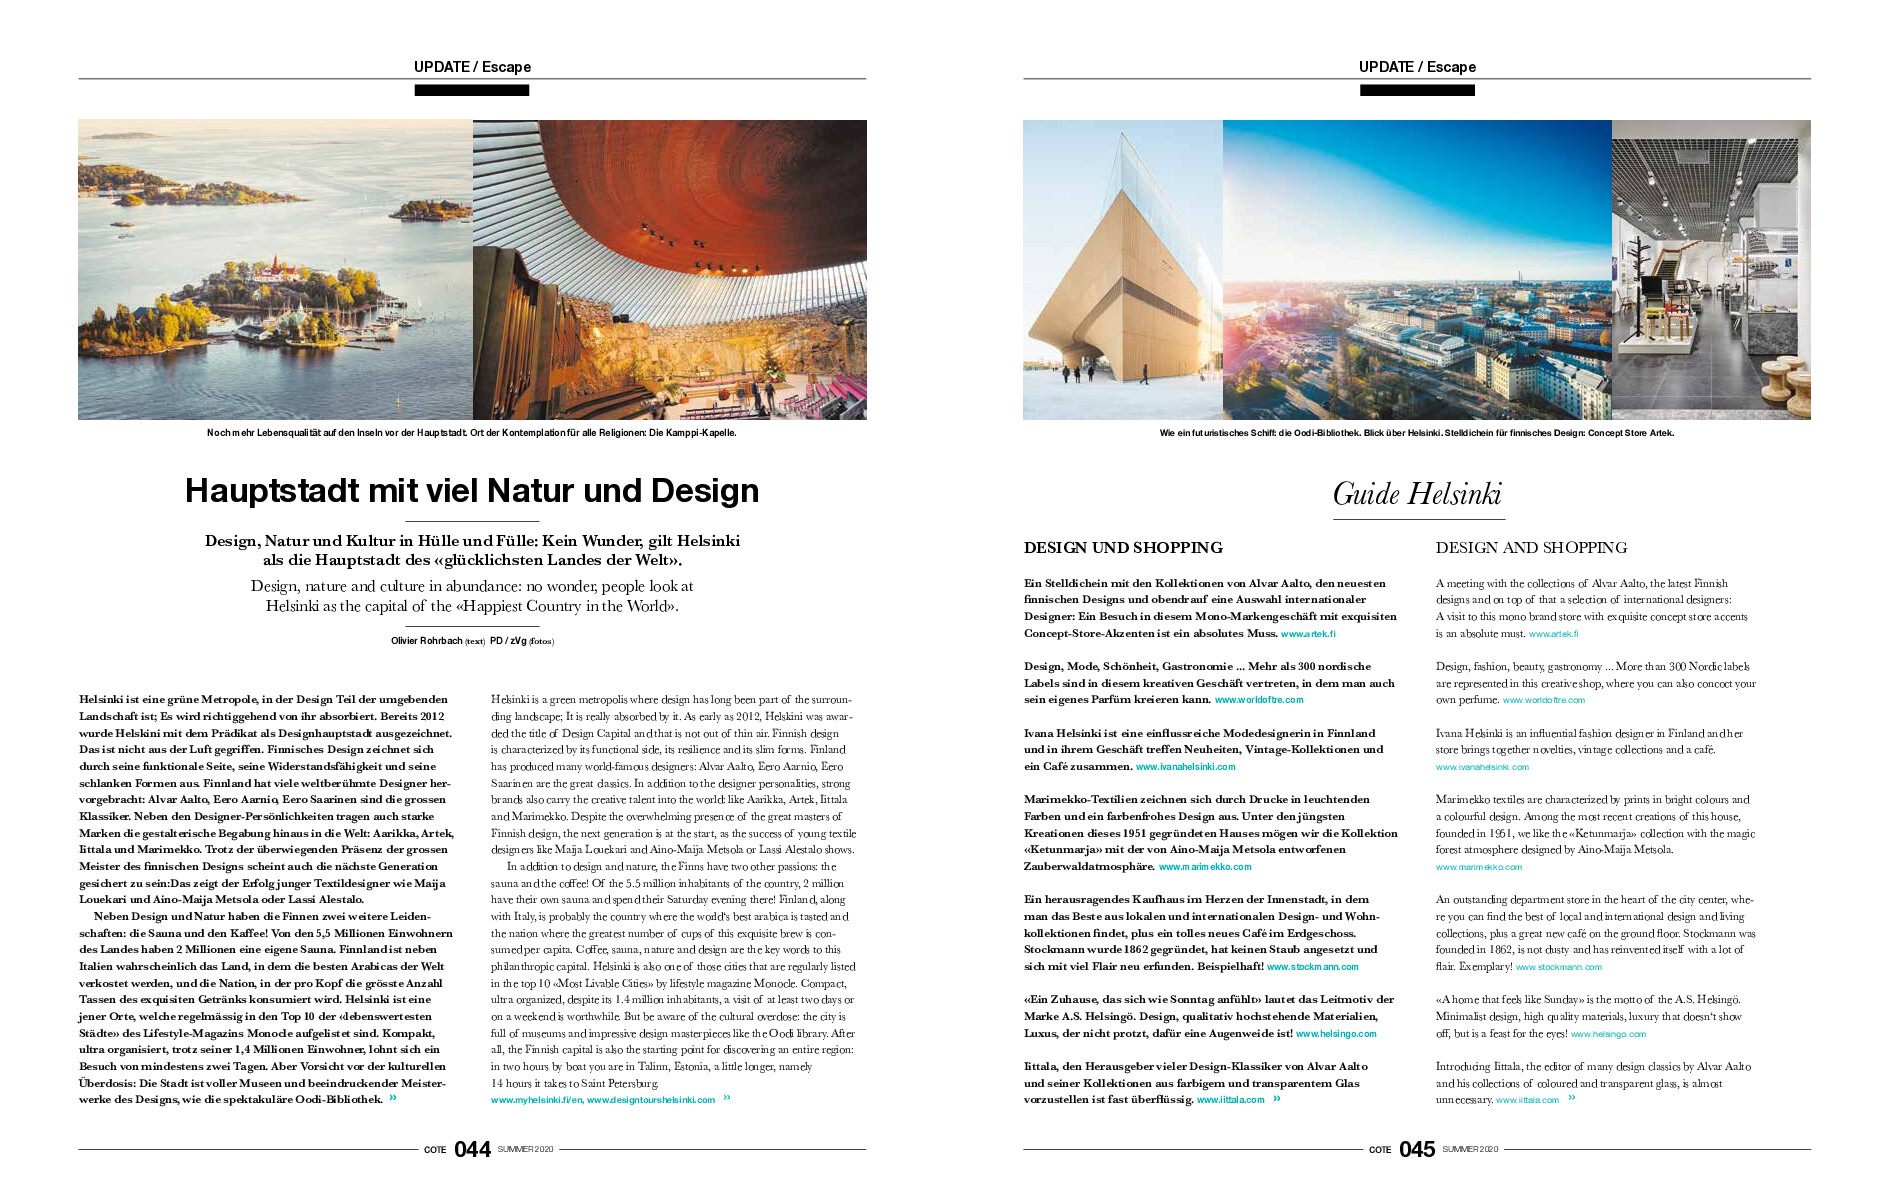 UPDATE / Escape
Noch mehr Lebensqualität auf den Inseln vor der Hauptstadt. Ort der Kontemplation für alle Religionen: Die Kamppi-Kapelle.
Hauptstadt mit viel Natur und Design
Design, Natur und Kultur in Hülle und Fülle: Kein Wunder, gilt Helsinki
als die Hauptstadt des «glücklichsten Landes der Welt».
Design, nature and culture in abundance: no wonder, people look at
Helsinki as the capital of the «Happiest Country in the World».
Olivier Rohrbach (text) PD / zVg (fotos)
Helsinki ist eine grüne Metropole, in der Design Teil der umgebenden
Landschaft ist; Es wird richtiggehend von ihr absorbiert. Bereits 2012
wurde Helskini mit dem Prädikat als Designhauptstadt ausgezeichnet.
Das ist nicht aus der Luft gegriffen. Finnisches Design zeichnet sich
durch seine funktionale Seite, seine Widerstandsfähigkeit und seine
schlanken Formen aus. Finnland hat viele weltberühmte Designer her-
vorgebracht: Alvar Aalto, Eero Aarnio, Eero Saarinen sind die grossen
Klassiker. Neben den Designer-Persönlichkeiten tragen auch starke
Marken die gestalterische Begabung hinaus in die Welt: Aarikka, Artek,
Iittala und Marimekko. Trotz der überwiegenden Präsenz der grossen
Meister des finnischen Designs scheint auch die nächste Generation
gesichert zu sein:Das zeigt der Erfolg junger Textildesigner wie Maija
Louekari und Aino-Maija Metsola oder Lassi Alestalo.
Neben Design und Natur haben die Finnen zwei weitere Leiden-
schaften: die Sauna und den Kaffee! Von den 5,5 Millionen Einwohnern
des Landes haben 2 Millionen eine eigene Sauna. Finnland ist neben
Italien wahrscheinlich das Land, in dem die besten Arabicas der Welt
verkostet werden, und die Nation, in der pro Kopf die grösste Anzahl
Tassen des exquisiten Getränks konsumiert wird. Helsinki ist eine
jener Orte, welche regelmässig in den Top 10 der «lebenswertesten
Städte» des Lifestyle-Magazins Monocle aufgelistet sind. Kompakt,
ultra organisiert, trotz seiner 1,4 Millionen Einwohner, lohnt sich ein
Besuch von mindestens zwei Tagen. Aber Vorsicht vor der kulturellen
Überdosis: Die Stadt ist voller Museen und beeindruckender Meister-
werke des Designs, wie die spektakuläre Oodi-Bibliothek. »
Helsinki is a green metropolis where design has long been part of the surroun-
ding landscape; It is really absorbed by it. As early as 2012, Helskini was awar-
ded the title of Design Capital and that is not out of thin air. Finnish design
is characterized by its functional side, its resilience and its slim forms. Finland
has produced many world-famous designers: Alvar Aalto, Eero Aarnio, Eero
Saarinen are the great classics. In addition to the designer personalities, strong
brands also carry the creative talent into the world: like Aarikka, Artek, Iittala
and Marimekko. Despite the overwhelming presence of the great masters of
Finnish design, the next generation is at the start, as the success of young textile
designers like Maija Louekari and Aino-Maija Metsola or Lassi Alestalo shows.
In addition to design and nature, the Finns have two other passions: the
sauna and the coffee! Of the 5.5 million inhabitants of the country, 2 million
have their own sauna and spend their Saturday evening there! Finland, along
with Italy, is probably the country where the world's best arabica is tasted and
the nation where the greatest number of cups of this exquisite brew is con-
sumed per capita. Coffee, sauna, nature and design are the key words to this
philanthropic capital. Helsinki is also one of those cities that are regularly listed
in the top 10 «Most Livable Cities» by lifestyle magazine Monocle. Compact,
ultra organized, despite its 1.4 million inhabitants, a visit of at least two days or
on a weekend is worthwhile. But be aware of the cultural overdose: the city is
full of museums and impressive design masterpieces like the Oodi library. After
all, the Finnish capital is also the starting point for discovering an entire region:
in two hours by boat you are in Talinn, Estonia, a little longer, namely
14 hours it takes to Saint Petersburg.
www.myhelsinki.fi/en, www.designtourshelsinki.com »
COTE 044 SUMMER 2020
UPDATE / Escape
Wie ein futuristisches Schiff: die Oodi-Bibliothek. Blick über Helsinki. Stelldichein für finnisches Design: Concept Store Artek.
Guide Helsinki
DESIGN UND SHOPPING
Ein Stelldichein mit den Kollektionen von Alvar Aalto, den neuesten
finnischen Designs und obendrauf eine Auswahl internationaler
Designer: Ein Besuch in diesem Mono-Markengeschäft mit exquisiten
Concept-Store-Akzenten ist ein absolutes Muss. www.artek.fi
Design, Mode, Schönheit, Gastronomie ... Mehr als 300 nordische
Labels sind in diesem kreativen Geschäft vertreten, in dem man auch
sein eigenes Parfüm kreieren kann. www.worldoftre.com
Ivana Helsinki ist eine einflussreiche Modedesignerin in Finnland
und in ihrem Geschäft treffen Neuheiten, Vintage-Kollektionen und
ein Café zusammen. www.ivanahelsinki.com
Marimekko-Textilien zeichnen sich durch Drucke in leuchtenden
Farben und ein farbenfrohes Design aus. Unter den jüngsten
Kreationen dieses 1951 gegründeten Hauses mögen wir die Kollektion
«Ketunmarja» mit der von Aino-Maija Metsola entworfenen
Zauberwaldatmosphäre. www.marimekko.com
Ein herausragendes Kaufhaus im Herzen der Innenstadt, in dem
man das Beste aus lokalen und internationalen Design- und Wohn-
kollektionen findet, plus ein tolles neues Café im Erdgeschoss.
Stockmann wurde 1862 gegründet, hat keinen Staub angesetzt und
sich mit viel Flair neu erfunden. Beispielhaft! www.stockmann.com
«Ein Zuhause, das sich wie Sonntag anfühlt» lautet das Leitmotiv der
Marke A.S. Helsingö. Design, qualitativ hochstehende Materialien,
Luxus, der nicht protzt, dafür eine Augenweide ist! www.helsingo.com
Iittala, den Herausgeber vieler Design-Klassiker von Alvar Aalto
und seiner Kollektionen aus farbigem und transparentem Glas
vorzustellen ist fast überflüssig. www.iittala.com »
DESIGN AND SHOPPING
A meeting with the collections of Alvar Aalto, the latest Finnish
designs and on top of that a selection of international designers:
A visit to this mono brand store with exquisite concept store accents
is an absolute must. www.artek.fi
Design, fashion, beauty, gastronomy ... More than 300 Nordic labels
are represented in this creative shop, where you can also concoct your
own perfume. www.worldoftre.com
Ivana Helsinki is an influential fashion designer in Finland and her
store brings together novelties, vintage collections and a café.
www.ivanahelsinki.com
Marimekko textiles are characterized by prints in bright colours and
a colourful design. Among the most recent creations of this house,
founded in 1951, we like the «Ketunmarja» collection with the magic
forest atmosphere designed by Aino-Maija Metsola.
www.marimekko.com
An outstanding department store in the heart of the city center, whe-
re you can find the best of local and international design and living
collections, plus a great new café on the ground floor. Stockmann was
founded in 1862, is not dusty and has reinvented itself with a lot of
flair. Exemplary! www.stockmann.com
«A home that feels like Sunday» is the motto of the A.S. Helsingö.
Minimalist design, high quality materials, luxury that doesn't show
off, but is a feast for the eyes! www.helsingo.com
Introducing Iittala, the editor of many design classics by Alvar Aalto
and his collections of coloured and transparent glass, is almost
unnecessary. www.iittala.com »
COTE 045 SUMMER 2020